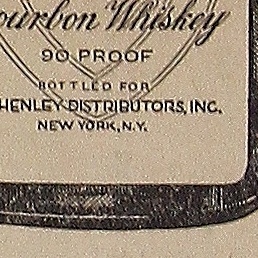 ourbon Whiskey
90 PROOF
BOTTLED FOR
HENLEY DISTRIBUTORS, INC.
NEW YORK, N.Y.